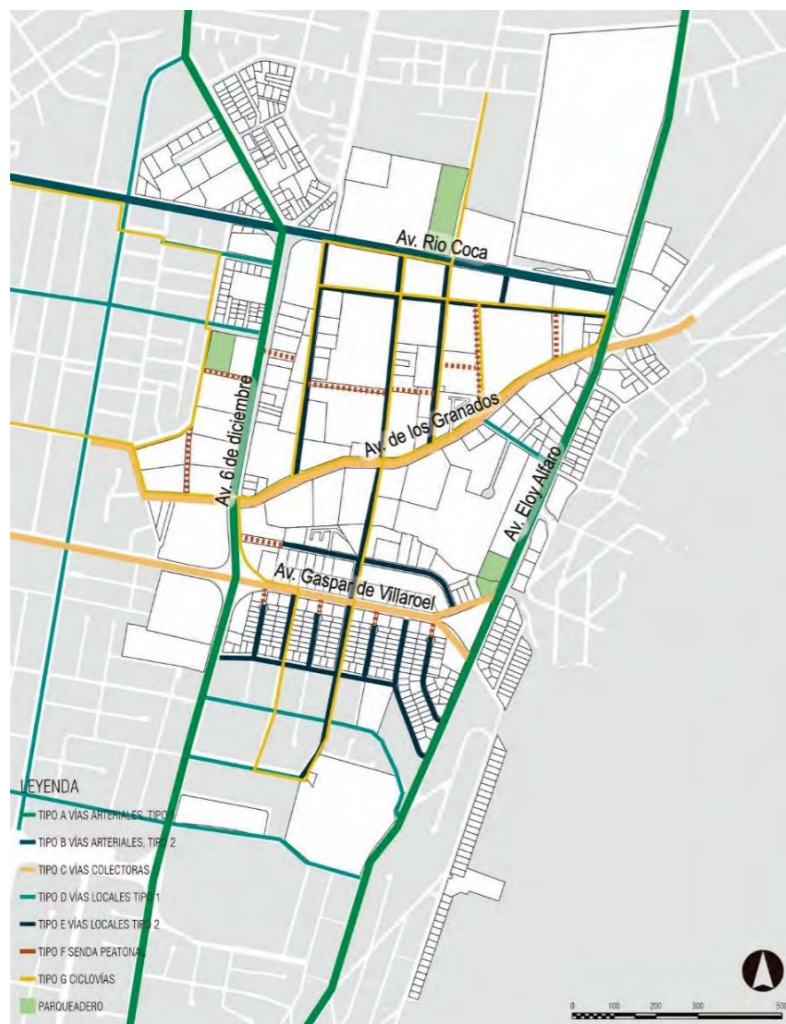 Av. Rio Coca
Av. 6 de diciembre
Av. de los Granados
Av. Eloy Alfaro
Av. Gaspar de Villaroel
LEYENDA
TIPO A VÍAS ARTERIALES, TIPO 1
TIPO B VÍAS ARTERIALES, TIPO 2
TIPO C VÍAS COLECTORAS
TIPO D VÍAS LOCALES TIPO 1
TIPO E VÍAS LOCALES TIPO 2
TIPO F SENDA PEATONAL
TIPO G CICLOVÍAS
PARQUEADERO
0 100 200 300 500